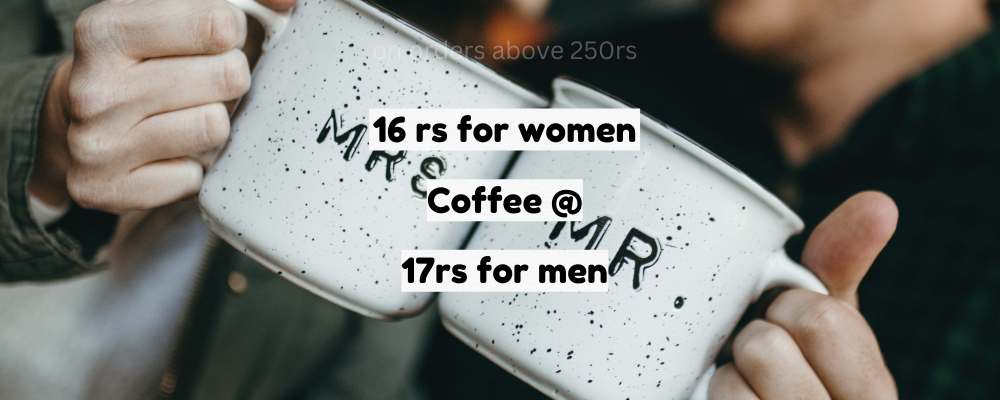 on orders above 250rs
16 rs for women
MRS
Coffee @
MR.
17rs for men